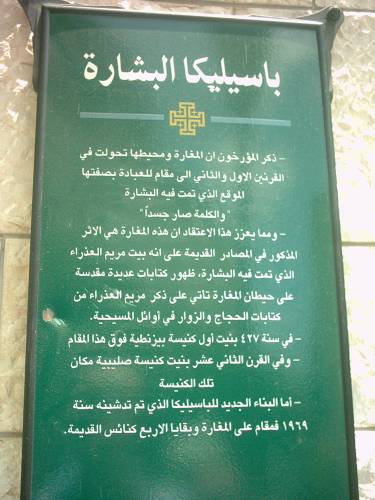 باسيليكا البشارة
- ذكر المؤرخون ان المغارة ومحيطها تحولت في
القرنين الاول والثاني الى مقام للعبادة بصفتها
الموقع الذي تمت فيه البشارة
"والكلمة صار جسداً"
- ومما يعزز هذا الاعتقاد ان هذه المغارة هي الاثر
المذكور في المصادر القديمة على انه بيت مريم العذراء
الذي تمت فيه البشارة، ظهور كتابات عديدة مقدسة
على حيطان المغارة تأتي على ذكر مريم العذراء من
كتابات الحجاج والزوار في أوائل المسيحية.
- في سنة ٤٢٧ بنيت أول كنيسة بيزنطية فوق هذا المقام
- وفي القرن الثاني عشر بنيت كنيسة صليبية مكان
تلك الكنيسة
- أما البناء الجديد للباسيليكا الذي تم تدشينه سنة
١٩٦٩ فمقام على المغارة وبقايا الاربع كنائس القديمة.